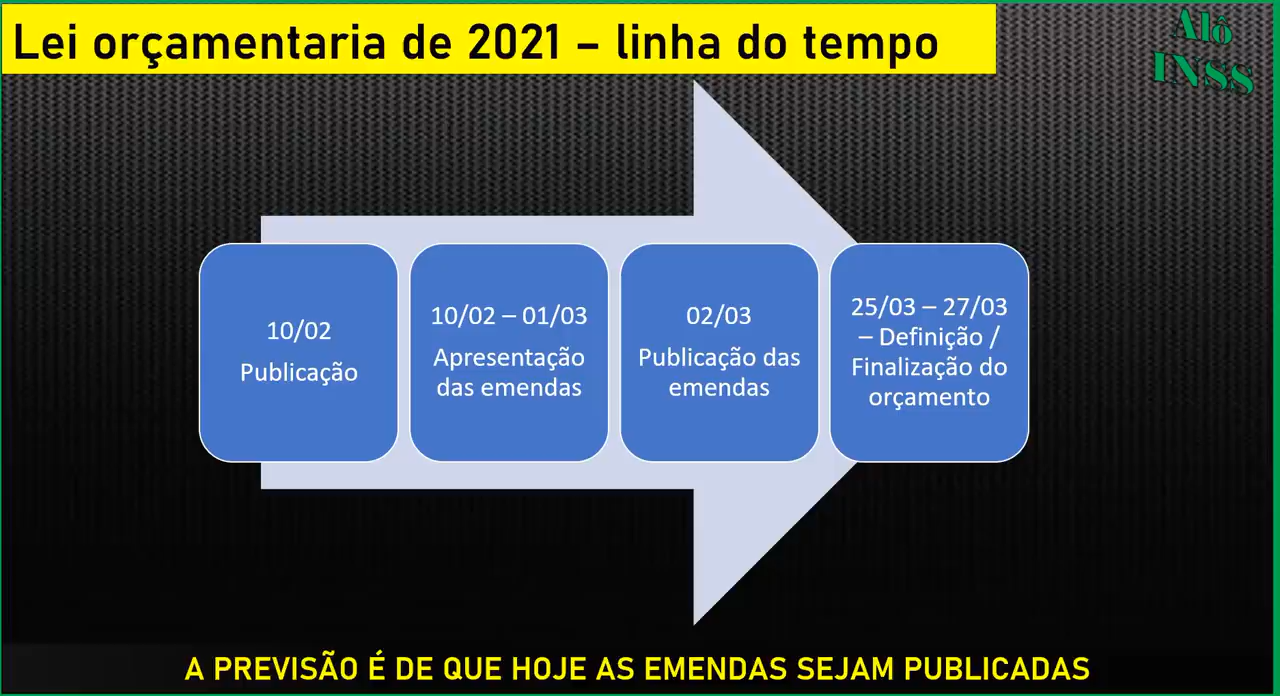 Lei orçamentaria de 2021 – linha do tempo
Alô
INSS
10/02
Publicação
10/02 – 01/03
Apresentação
das emendas
02/03
Publicação das
emendas
25/03 – 27/03
– Definição /
Finalização do
orçamento
A PREVISÃO É DE QUE HOJE AS EMENDAS SEJAM PUBLICADAS